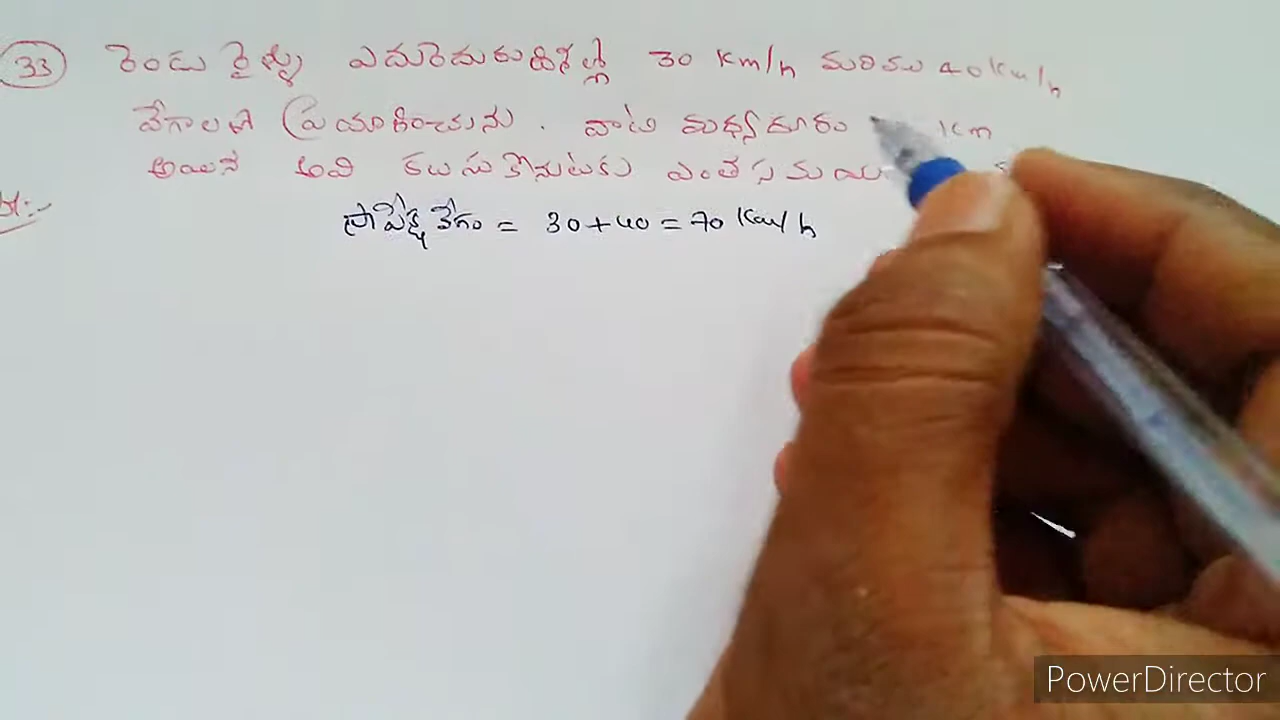 33 రెండు రైళ్ళు ఎదురెదురుదిశల్లో 30 Km/h మరియు 40 Km/h
వేగాలతో ప్రయాణించును. వాటి మధ్యదూరం Km
అయిన అవి కలుసుకొనుటకు ఎంత సమయ
సాపేక్ష వేగం = 30+40 = 70 Km/h
PowerDirector